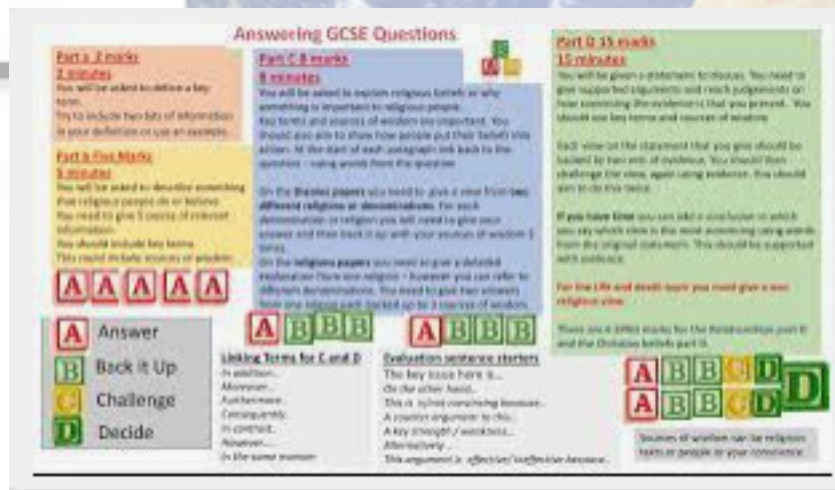 Answering GCSE Questions
Part a 2 marks
2 minutes
You will be asked to define a key
term.
Try to include two bits of information
in your definition or use an example.
Part b Five Marks
5 minutes
You will be asked to describe something
that religious people do or believe.
You need to give 5 pieces of relevant
information.
You should include key terms.
This could include sources of wisdom.
A A A A A
A Answer
B Back it Up
C Challenge
D Decide
Part C 8 marks
8 minutes
You will be asked to explain religious beliefs or why
something is important to religious people.
Key terms and sources of wisdom are important. You
should also aim to show how people put their beliefs into
action. At the start of each paragraph link back to the
question - using words from the question
On the themes papers you need to give a view from two
different religions or denominations. For each
denomination or religion you will need to give your
answer and then back it up with your sources of wisdom 3
times.
On the religions papers you need to give a detailed
explanation from one religion - however you can refer to
different denominations. You need to give two answers
from one religion each backed up by 3 sources of wisdom.
A B B B
A B B B
Linking Terms for C and D
In addition...
Moreover...
Furthermore...
Consequently...
In contrast...
However...
In the same manner
Evaluation sentence starters
The key issue here is...
On the other hand...
This is /is not convincing because...
A counter argument to this...
A key strength / weakness...
Alternatively...
This argument is effective/ ineffective because...
Part D 15 marks
15 minutes
You will be given a statement to discuss. You need to
give supported arguments and reach judgements on
how convincing the evidence is that you present. You
should use key terms and sources of wisdom
Each view on the statement that you give should be
backed by two sets of evidence. You should then
challenge the view, again using evidence. You should
aim to do this twice.
If you have time you can add a conclusion in which
you say which view is the most convincing using words
from the original statement. This should be supported
with evidence.
For the Life and death topic you need give a non
religious view.
There are 6 SPAG marks for the Relationships part D
and the Christian beliefs part D.
A B B C D
A B B C D
D
Sources of wisdom can be religious
texts or people or your conscience